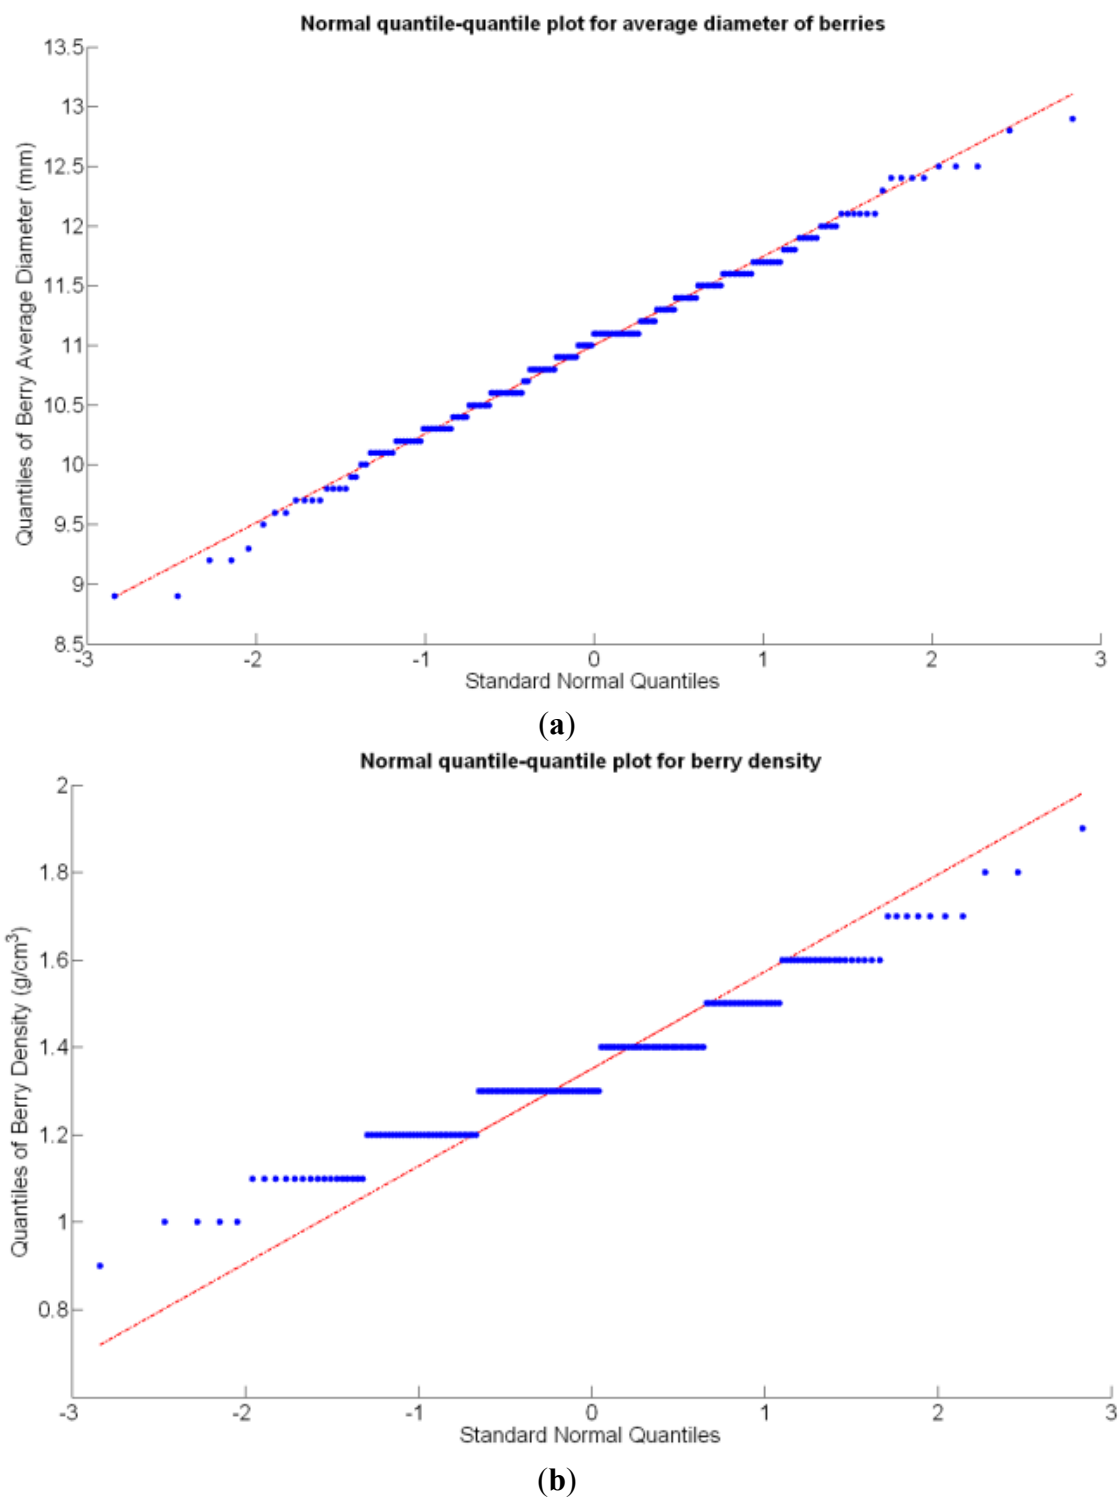 Normal quantile-quantile plot for average diameter of berries
13.5
13
12.5
12
11.5
11
10.5
10
9.5
9
8.5
Quantiles of Berry Average Diameter (mm)
-3 -2 -1 0 1 2 3
Standard Normal Quantiles
(a)
Normal quantile-quantile plot for berry density
2
1.8
1.6
1.4
1.2
1
0.8
Quantiles of Berry Density (g/cm³)
-3 -2 -1 0 1 2 3
Standard Normal Quantiles
(b)